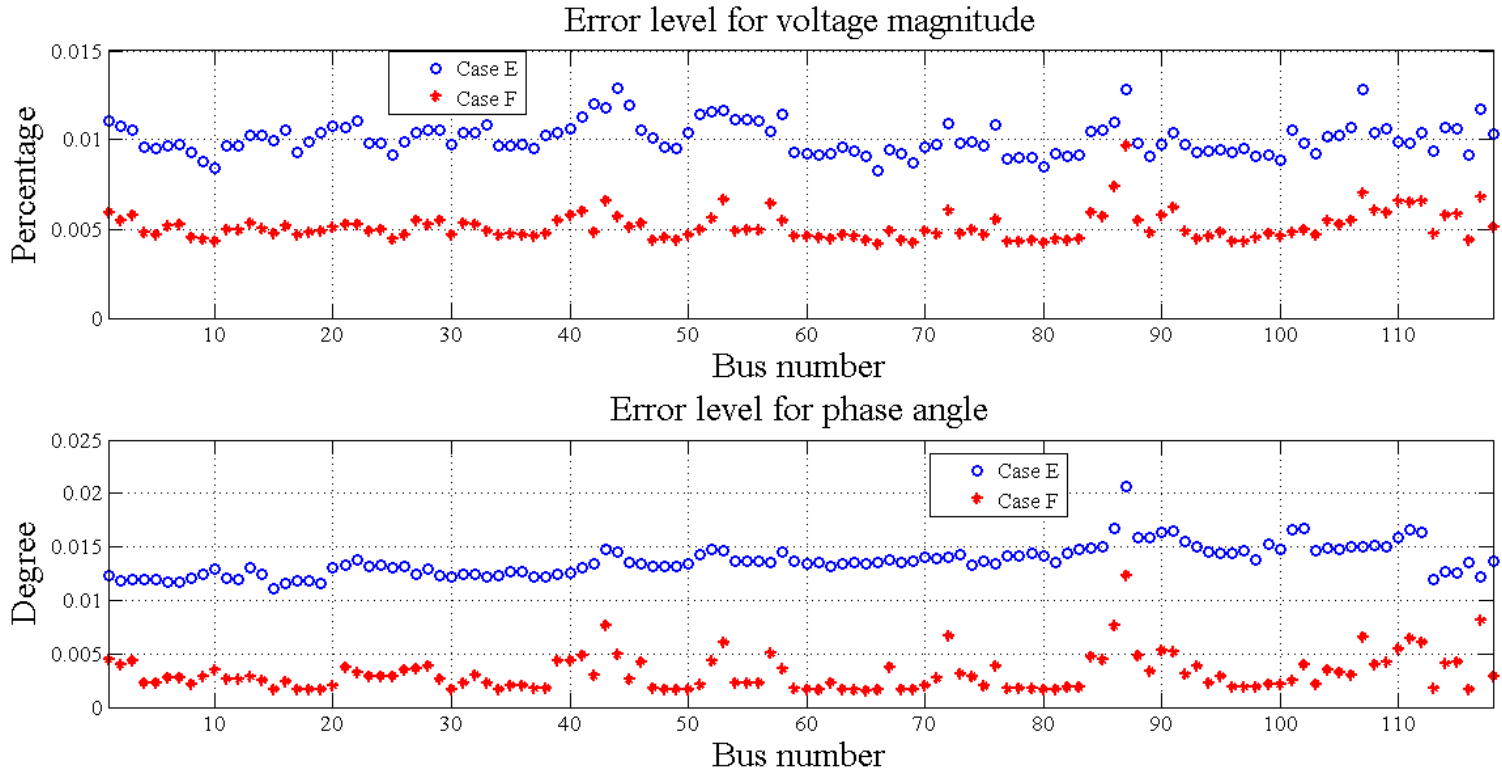 Error level for voltage magnitude
Percentage
0.015
0.01
0.005
0
Case E
Case F
10 20 30 40 50 60 70 80 90 100 110
Bus number
Error level for phase angle
Degree
0.025
0.02
0.015
0.01
0.005
0
Case E
Case F
10 20 30 40 50 60 70 80 90 100 110
Bus number